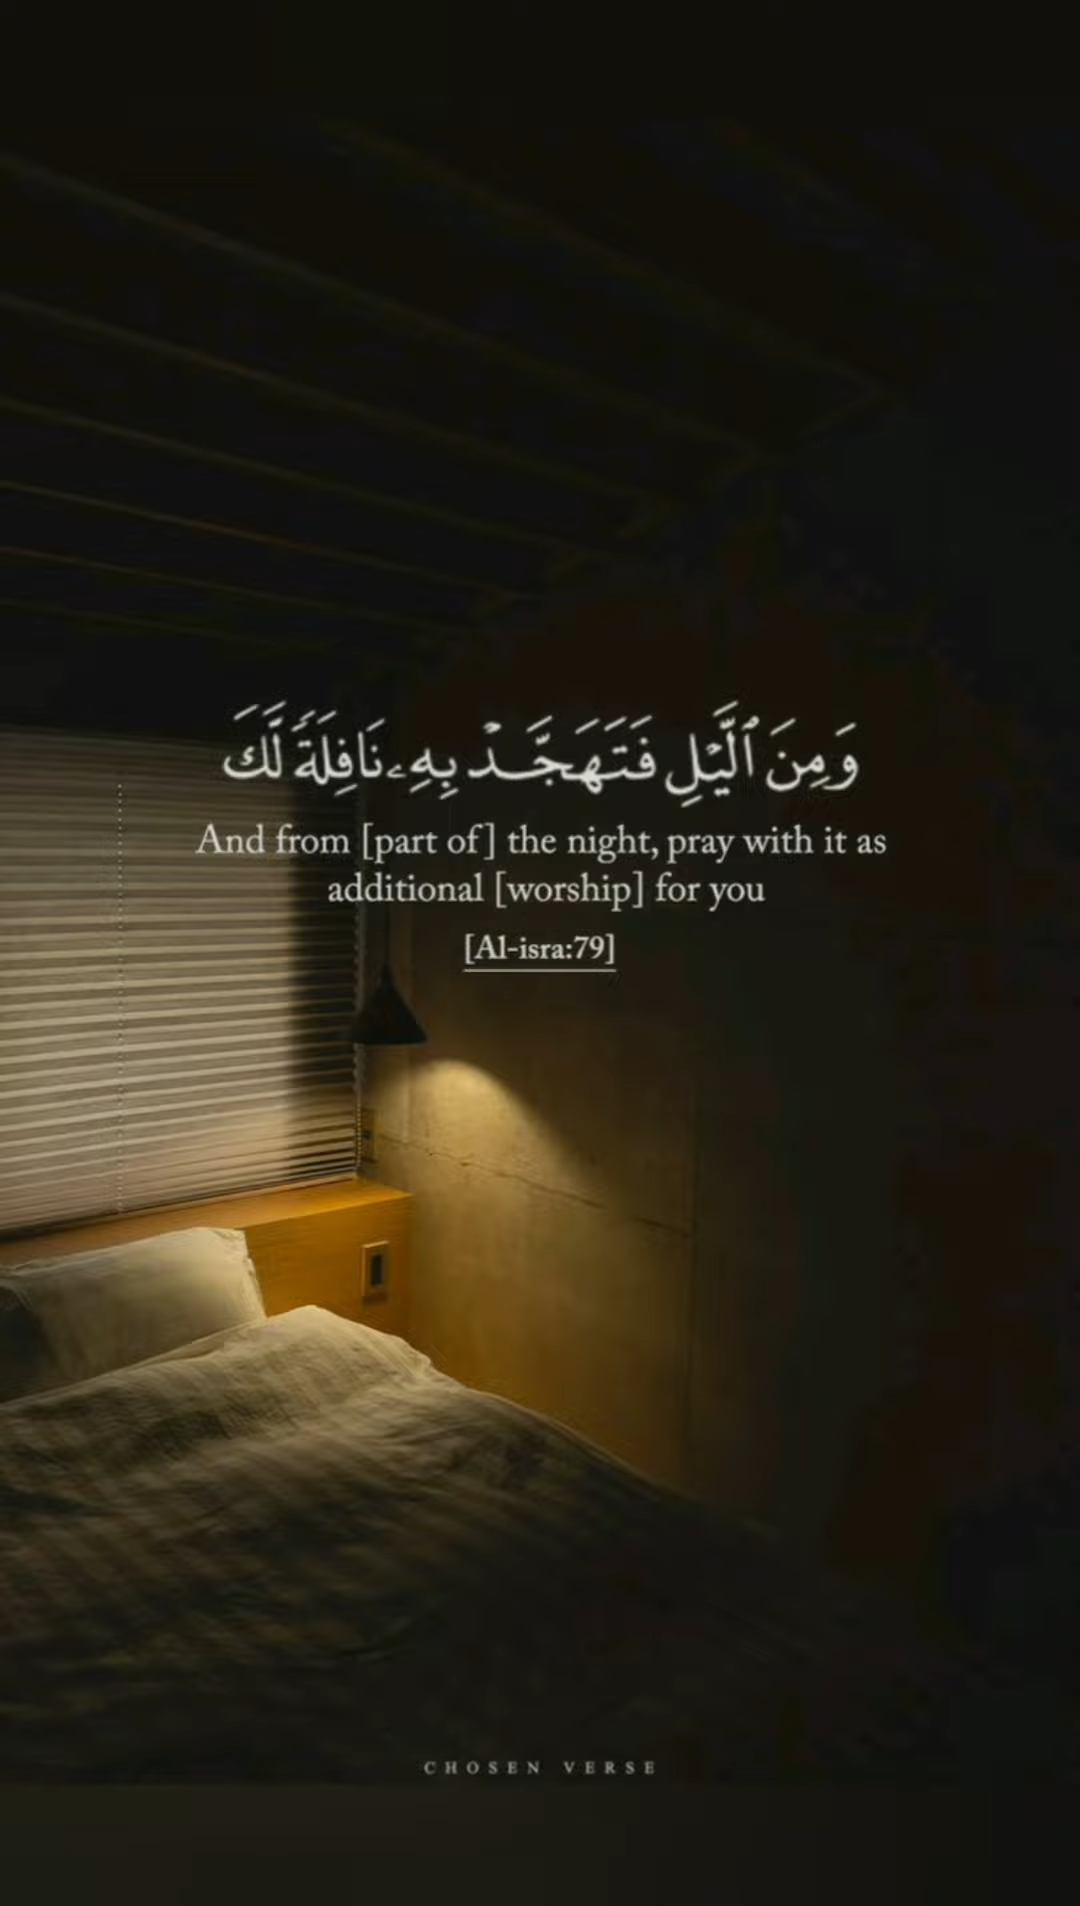 وَمِنَ ٱلَّيْلِ فَتَهَجَّدْ بِهِۦ نَافِلَةً لَّكَ
And from [part of] the night, pray with it as
additional [worship] for you
[Al-isra:79]
CHOSEN VERSE